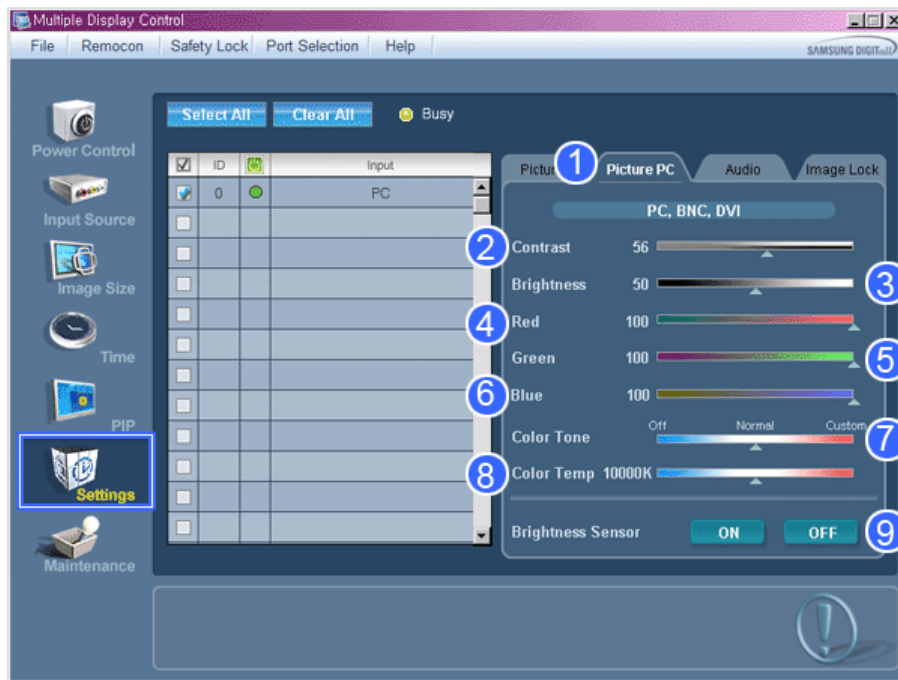 Multiple Display Control
File Remocon Safety Lock Port Selection Help
SAMSUNG DIGITall
Select All Clear All Busy
Power Control
Input Source
Image Size
Time
PIP
Settings
Maintenance
ID Input
0 PC
1 Picture PC Audio Image Lock
PC, BNC, DVI
2 Contrast 56
Brightness 50 3
4 Red 100
Green 100 5
6 Blue 100
Off Normal Custom
Color Tone 7
8 Color Temp 10000K
Brightness Sensor ON OFF 9